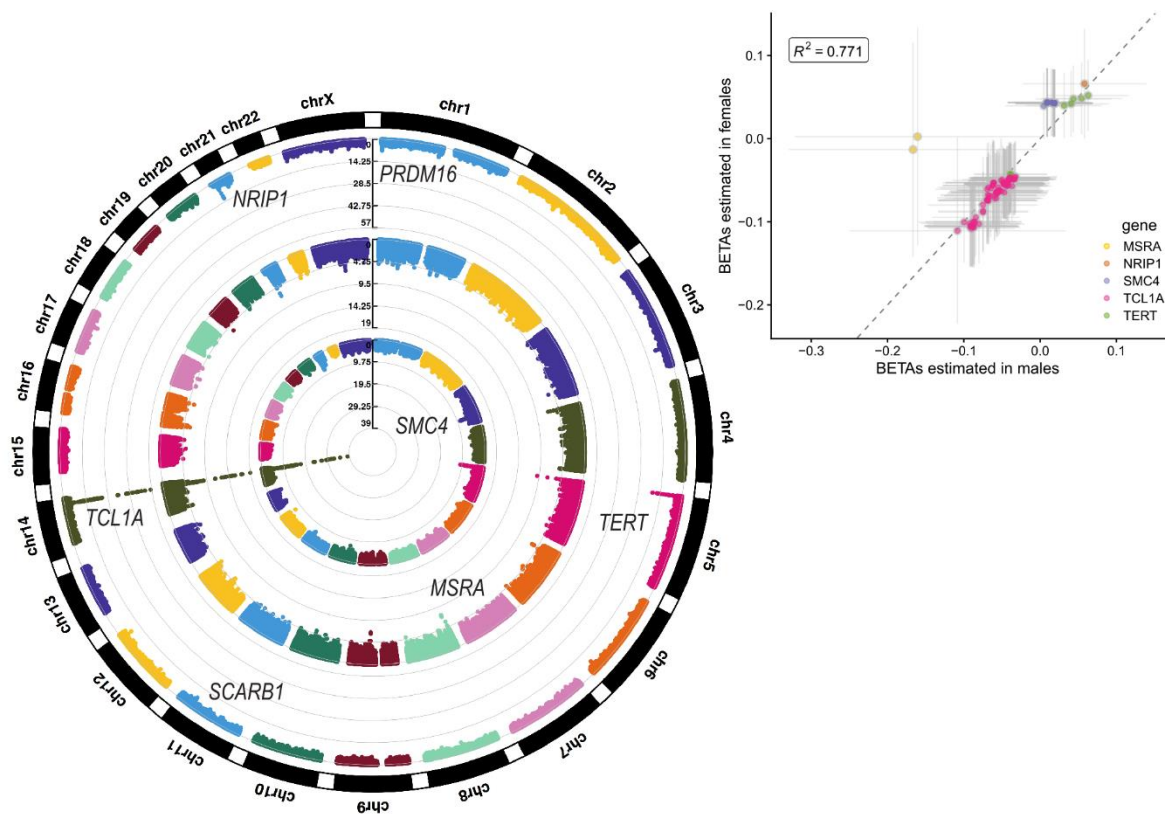 chrX
chr1
chr2
chr3
chr4
chr5
chr6
chr7
chr8
chr9
chr10
chr11
chr12
chr13
chr14
chr15
chr16
chr17
chr18
chr19
chr20
chr21
chr22
0
14.25
28.5
42.75
57
0
4.75
9.5
14.25
19
0
9.75
19.5
29.25
39
NRIP1
PRDM16
SMC4
TCL1A
TERT
MSRA
SCARB1
R² = 0.771
BETAs estimated in females
0.1
0.0
−0.1
−0.2
−0.3
−0.2
−0.1
0.0
0.1
BETAs estimated in males
gene
MSRA
NRIP1
SMC4
TCL1A
TERT